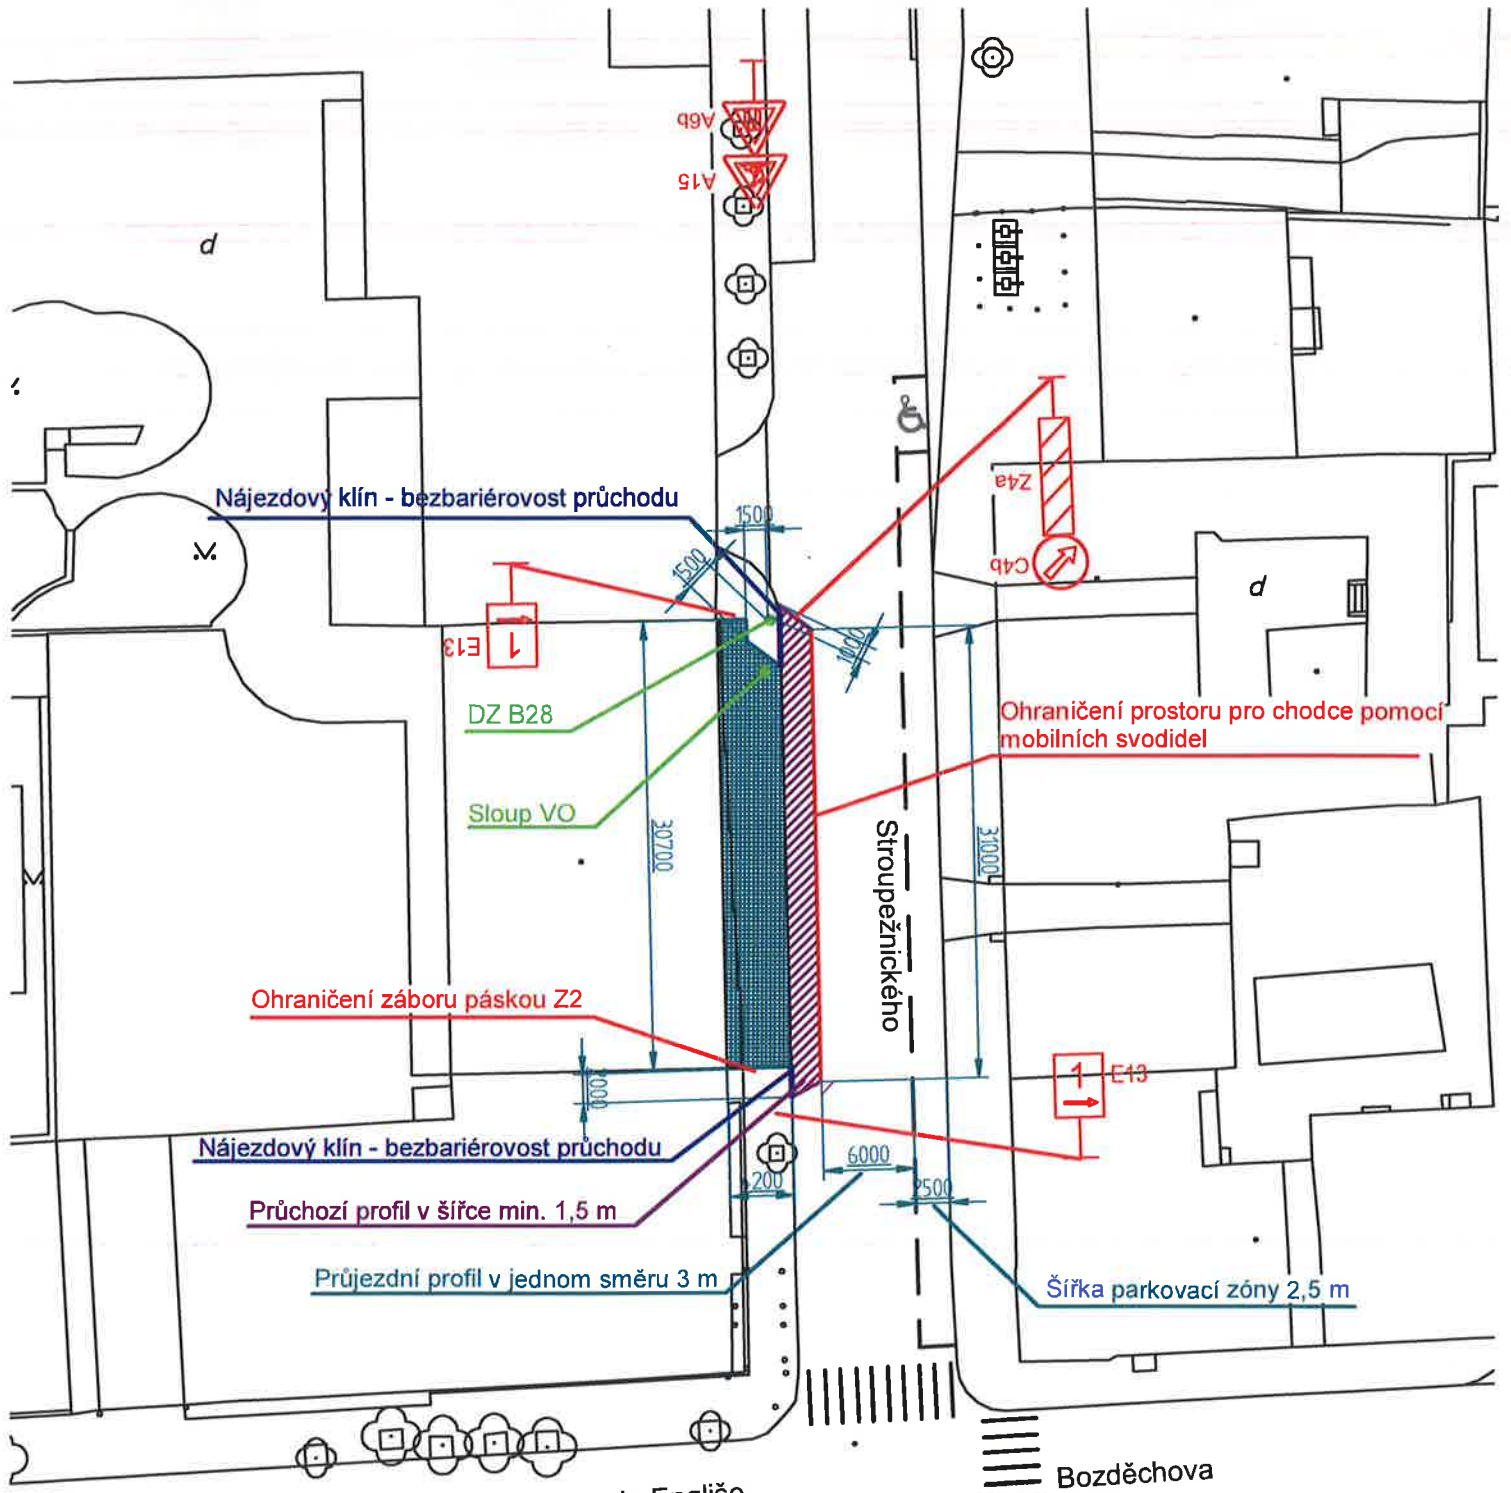 A6b
A15
d
Z4a
C4b
Nájezdový klín - bezbariérovost průchodu
1500
1500
d
1
E13
1000
DZ B28
Ohraničení prostoru pro chodce pomocí
mobilních svodidel
Sloup VO
30700
31000
Stroupežnického
Ohraničení záboru páskou Z2
1
E13
Nájezdový klín - bezbariérovost průchodu
6000
2500
Průchozí profil v šířce min. 1,5 m
Průjezdní profil v jednom směru 3 m
Šířka parkovací zóny 2,5 m
Bozděchova